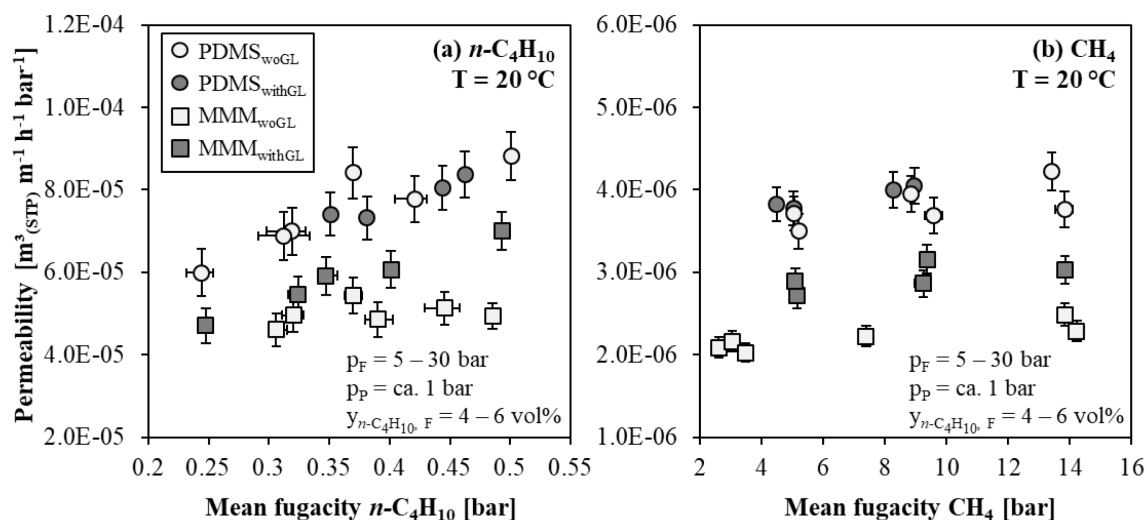 Permeability [m³(STP) m⁻¹ h⁻¹ bar⁻¹]
1.2E-04
1.0E-04
8.0E-05
6.0E-05
4.0E-05
2.0E-05
PDMSwoGL
PDMSwithGL
MMMwoGL
MMMwithGL
(a) n-C₄H₁₀
T = 20 °C
pF = 5 – 30 bar
pP = ca. 1 bar
yn-C₄H₁₀, F = 4 – 6 vol%
0.2 0.25 0.3 0.35 0.4 0.45 0.5 0.55
Mean fugacity n-C₄H₁₀ [bar]
6.0E-06
5.0E-06
4.0E-06
3.0E-06
2.0E-06
1.0E-06
(b) CH₄
T = 20 °C
pF = 5 – 30 bar
pP = ca. 1 bar
yn-C₄H₁₀, F = 4 – 6 vol%
2 4 6 8 10 12 14 16
Mean fugacity CH₄ [bar]